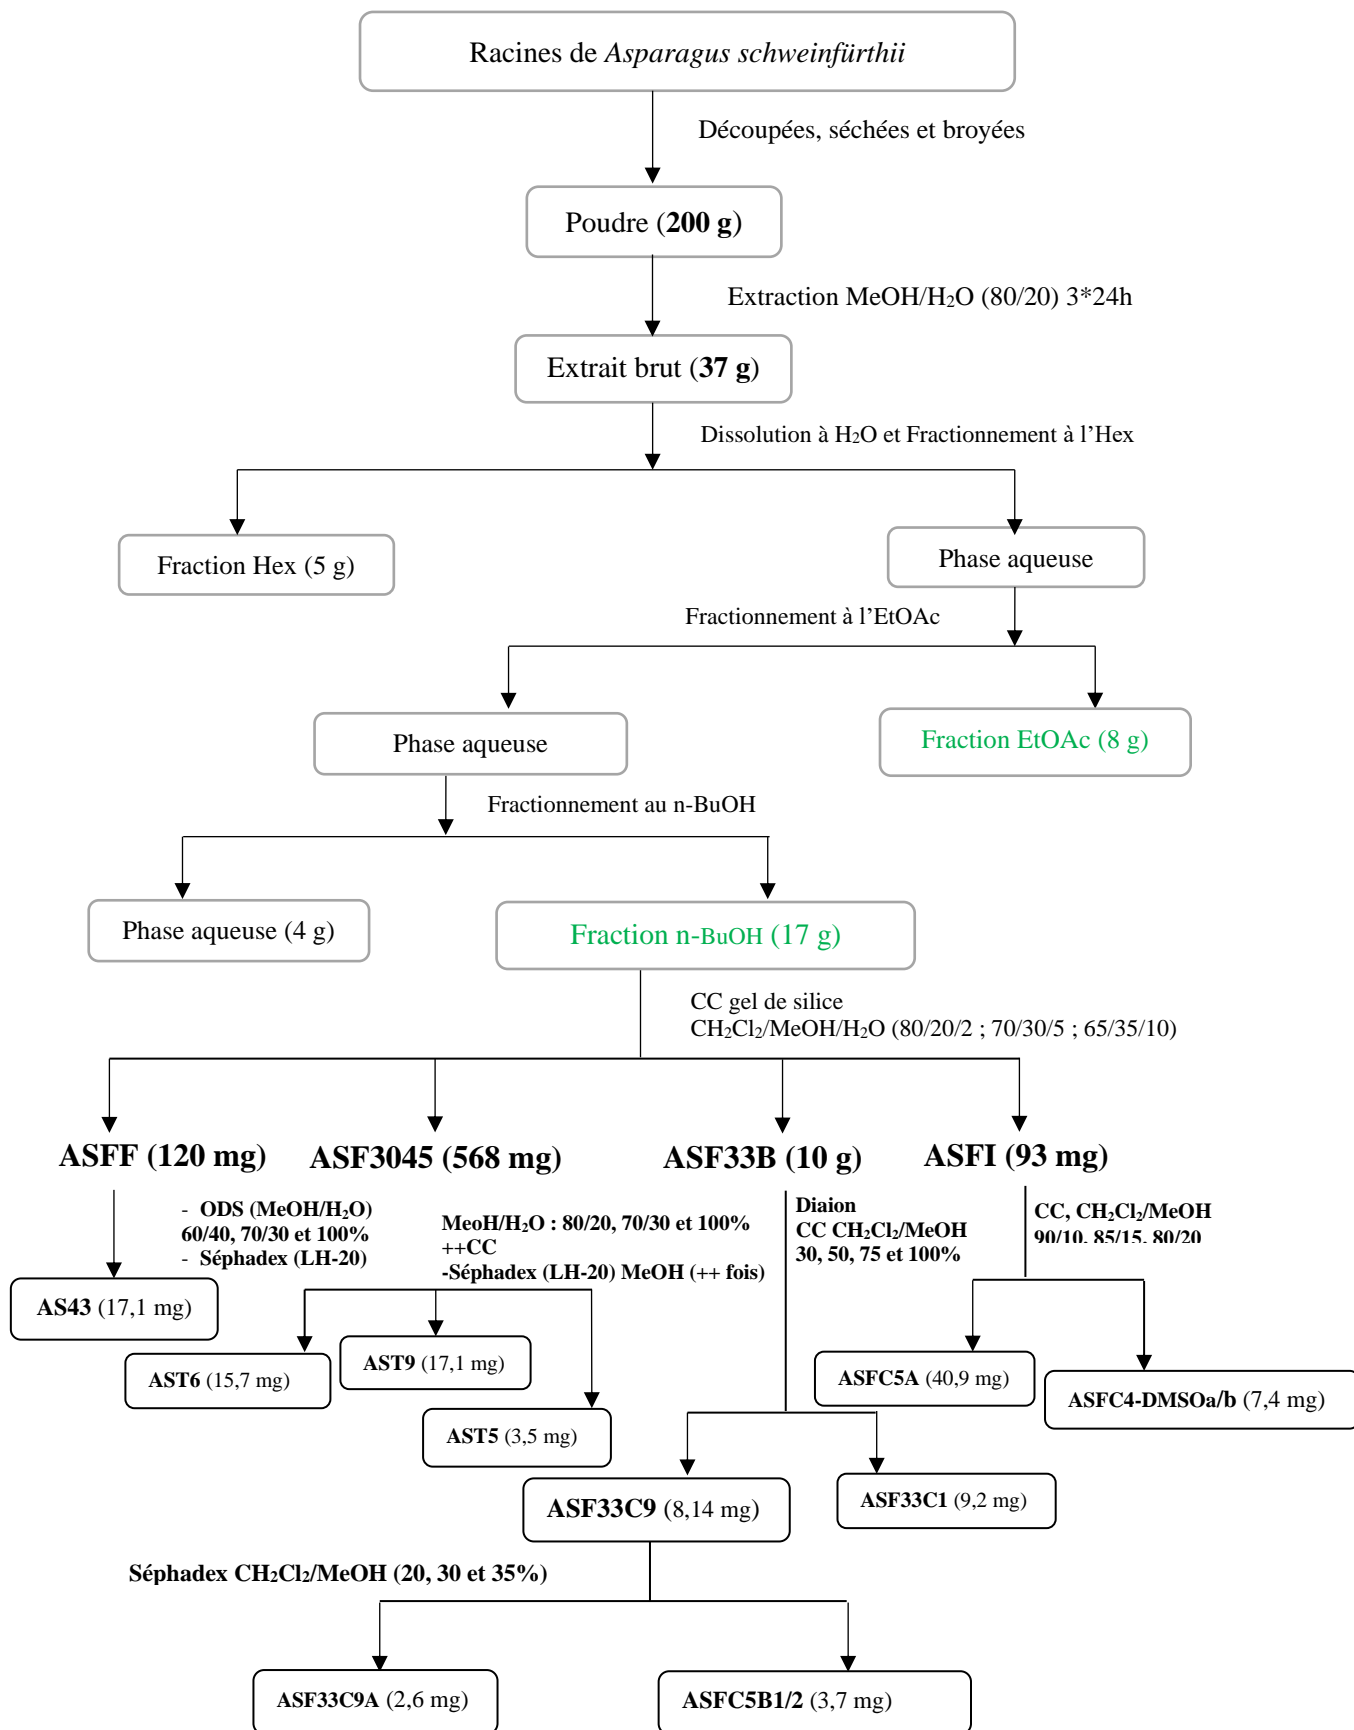 Racines de Asparagus schweinfürthii
Découpées, séchées et broyées
Poudre (200 g)
Extraction MeOH/H₂O (80/20) 3*24h
Extrait brut (37 g)
Dissolution à H₂O et Fractionnement à l’Hex
Fraction Hex (5 g)
Phase aqueuse
Fractionnement à l’EtOAc
Phase aqueuse
Fraction EtOAc (8 g)
Fractionnement au n-BuOH
Phase aqueuse (4 g)
Fraction n-BuOH (17 g)
CC gel de silice
CH₂Cl₂/MeOH/H₂O (80/20/2 ; 70/30/5 ; 65/35/10)
ASFF (120 mg)
ASF3045 (568 mg)
ASF33B (10 g)
ASFI (93 mg)
- ODS (MeOH/H₂O)
60/40, 70/30 et 100%
- Séphadex (LH-20)
MeoH/H₂O : 80/20, 70/30 et 100%
++CC
-Séphadex (LH-20) MeOH (++ fois)
Diaion
CC CH₂Cl₂/MeOH
30, 50, 75 et 100%
CC, CH₂Cl₂/MeOH
90/10, 85/15, 80/20
AS43 (17,1 mg)
AST6 (15,7 mg)
AST9 (17,1 mg)
AST5 (3,5 mg)
ASFC5A (40,9 mg)
ASFC4-DMSOa/b (7,4 mg)
ASF33C9 (8,14 mg)
ASF33C1 (9,2 mg)
Séphadex CH₂Cl₂/MeOH (20, 30 et 35%)
ASF33C9A (2,6 mg)
ASFC5B1/2 (3,7 mg)